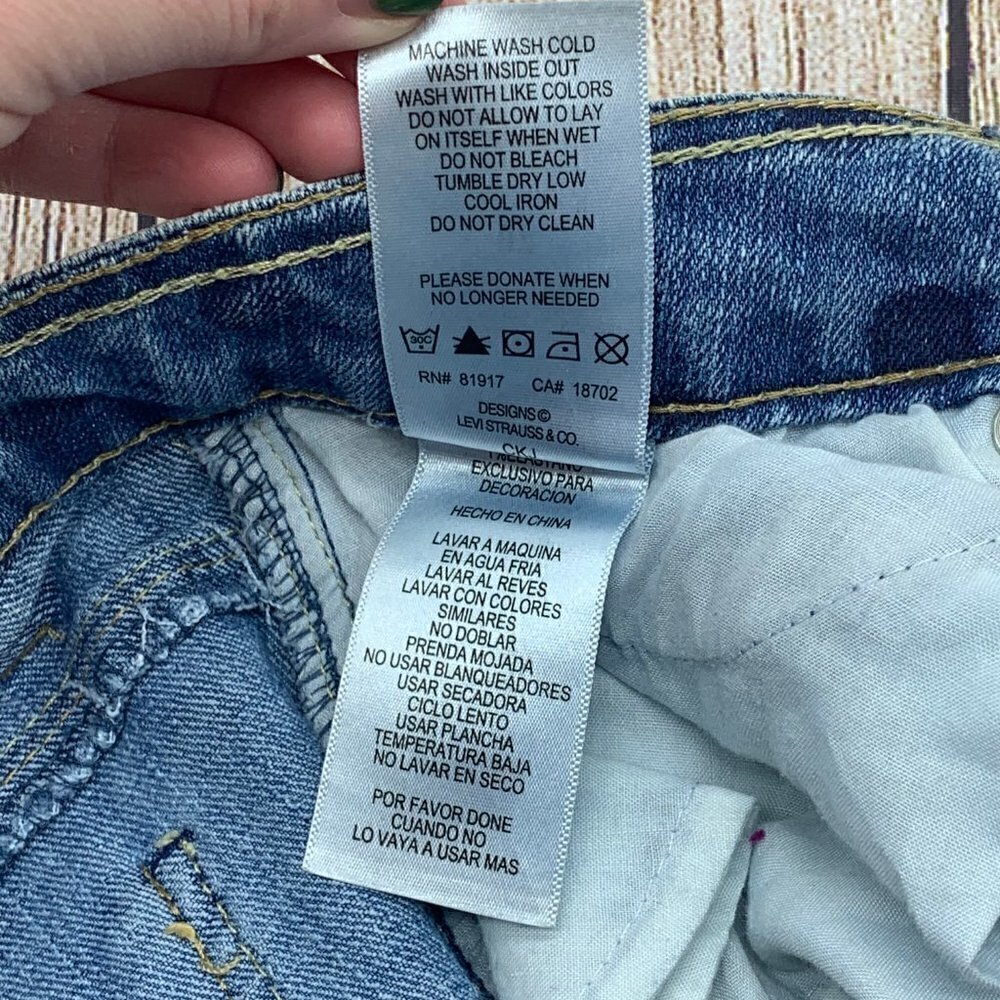 MACHINE WASH COLD
WASH INSIDE OUT
WASH WITH LIKE COLORS
DO NOT ALLOW TO LAY
ON ITSELF WHEN WET
DO NOT BLEACH
TUMBLE DRY LOW
COOL IRON
DO NOT DRY CLEAN
PLEASE DONATE WHEN
NO LONGER NEEDED
30C
RN# 81917 CA# 18702
DESIGNS ©
LEVI STRAUSS & CO.
EXCLUSIVO PARA
DECORACION
HECHO EN CHINA
LAVAR A MAQUINA
EN AGUA FRIA
LAVAR AL REVES
LAVAR CON COLORES
SIMILARES
NO DOBLAR
PRENDA MOJADA
NO USAR BLANQUEADORES
USAR SECADORA
CICLO LENTO
USAR PLANCHA
TEMPERATURA BAJA
NO LAVAR EN SECO
POR FAVOR DONE
CUANDO NO
LO VAYA A USAR MAS